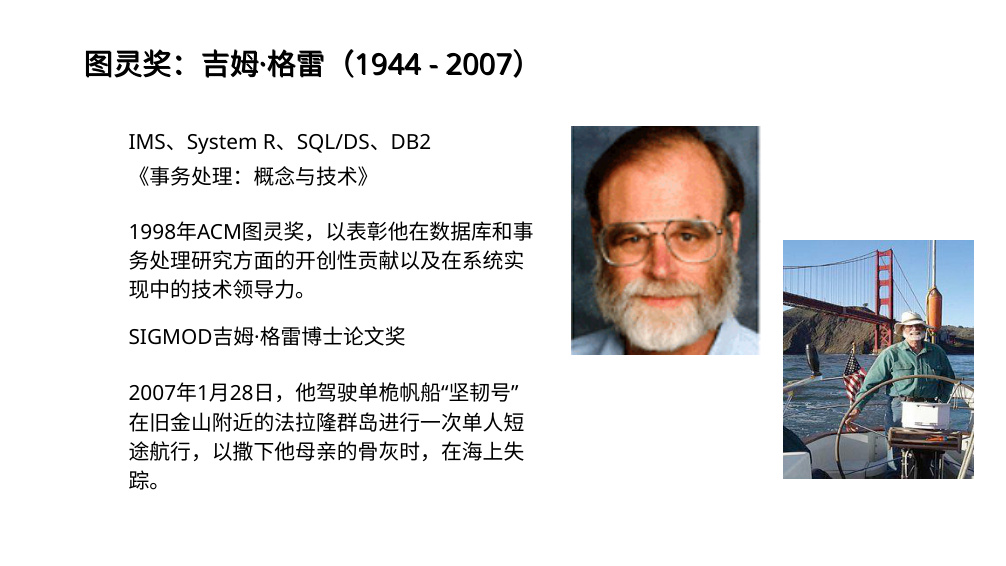 图灵奖：吉姆·格雷（1944 - 2007）
IMS、System R、SQL/DS、DB2
《事务处理：概念与技术》
1998年ACM图灵奖，以表彰他在数据库和事
务处理研究方面的开创性贡献以及在系统实
现中的技术领导力。
SIGMOD吉姆·格雷博士论文奖
2007年1月28日，他驾驶单桅帆船“坚韧号”
在旧金山附近的法拉隆群岛进行一次单人短
途航行，以撒下他母亲的骨灰时，在海上失
踪。